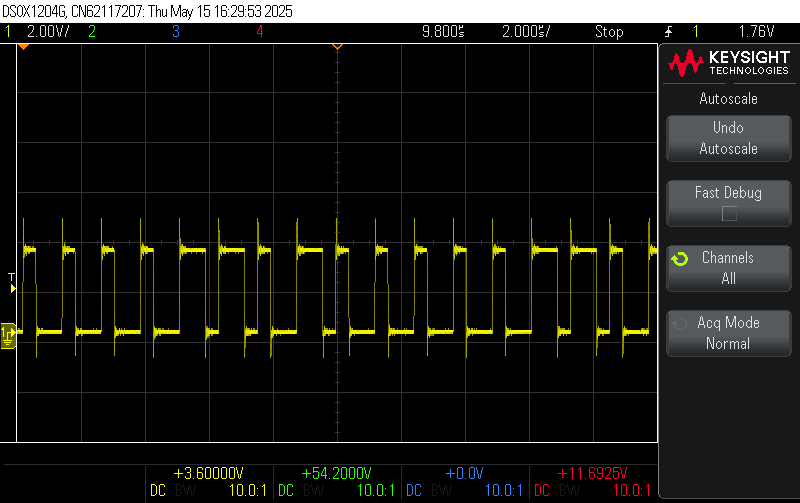 DSOX1204G, CN62117207: Thu May 15 16:29:53 2025
1 2.00V/ 2 3 4 9.800s 2.000s/ Stop 1 1.76V
KEYSIGHT
TECHNOLOGIES
Autoscale
Undo
Autoscale
Fast Debug
Channels
All
Acq Mode
Normal
T
1
+3.60000V +54.2000V +0.0V +11.6925V
DC BW 10.0:1 DC BW 10.0:1 DC BW 10.0:1 DC BW 10.0:1